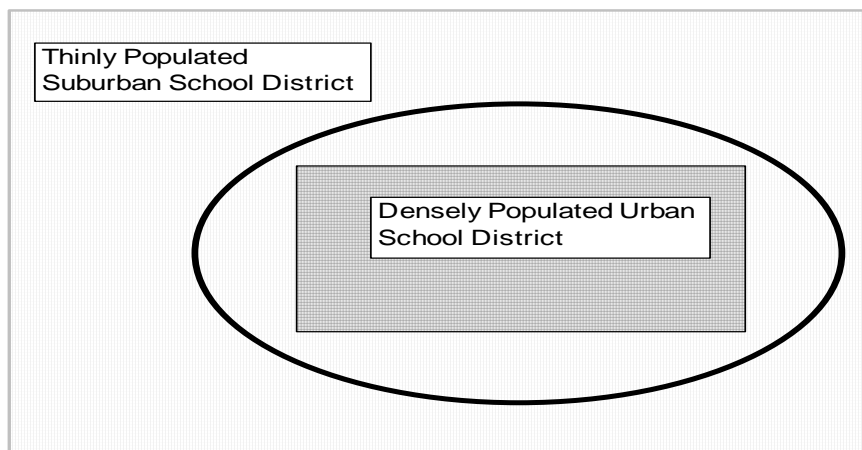 Thinly Populated
Suburban School District
Densely Populated Urban
School District